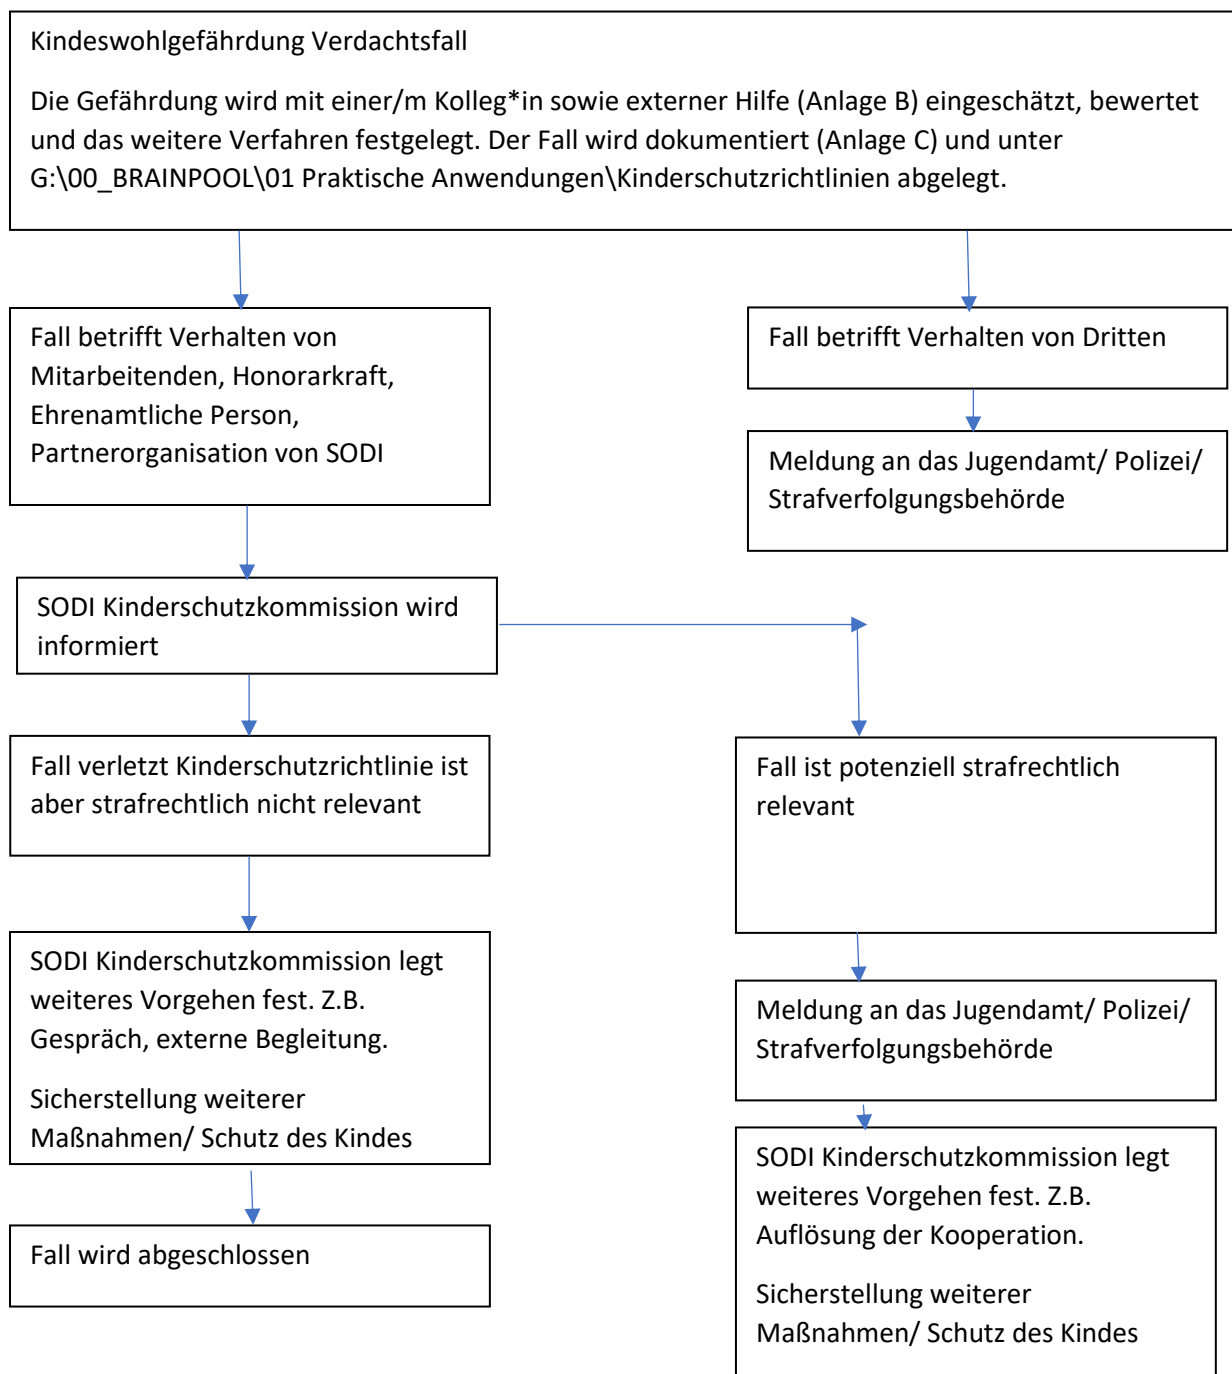 Kindeswohlgefährdung Verdachtsfall
Die Gefährdung wird mit einer/m Kolleg*in sowie externer Hilfe (Anlage B) eingeschätzt, bewertet
und das weitere Verfahren festgelegt. Der Fall wird dokumentiert (Anlage C) und unter
G:\00_BRAINPOOL\01 Praktische Anwendungen\Kinderschutzrichtlinien abgelegt.
Fall betrifft Verhalten von
Mitarbeitenden, Honorarkraft,
Ehrenamtliche Person,
Partnerorganisation von SODI
Fall betrifft Verhalten von Dritten
Meldung an das Jugendamt/ Polizei/
Strafverfolgungsbehörde
SODI Kinderschutzkommission wird
informiert
Fall verletzt Kinderschutzrichtlinie ist
aber strafrechtlich nicht relevant
Fall ist potenziell strafrechtlich
relevant
SODI Kinderschutzkommission legt
weiteres Vorgehen fest. Z.B.
Gespräch, externe Begleitung.
Sicherstellung weiterer
Maßnahmen/ Schutz des Kindes
Meldung an das Jugendamt/ Polizei/
Strafverfolgungsbehörde
SODI Kinderschutzkommission legt
weiteres Vorgehen fest. Z.B.
Auflösung der Kooperation.
Sicherstellung weiterer
Maßnahmen/ Schutz des Kindes
Fall wird abgeschlossen